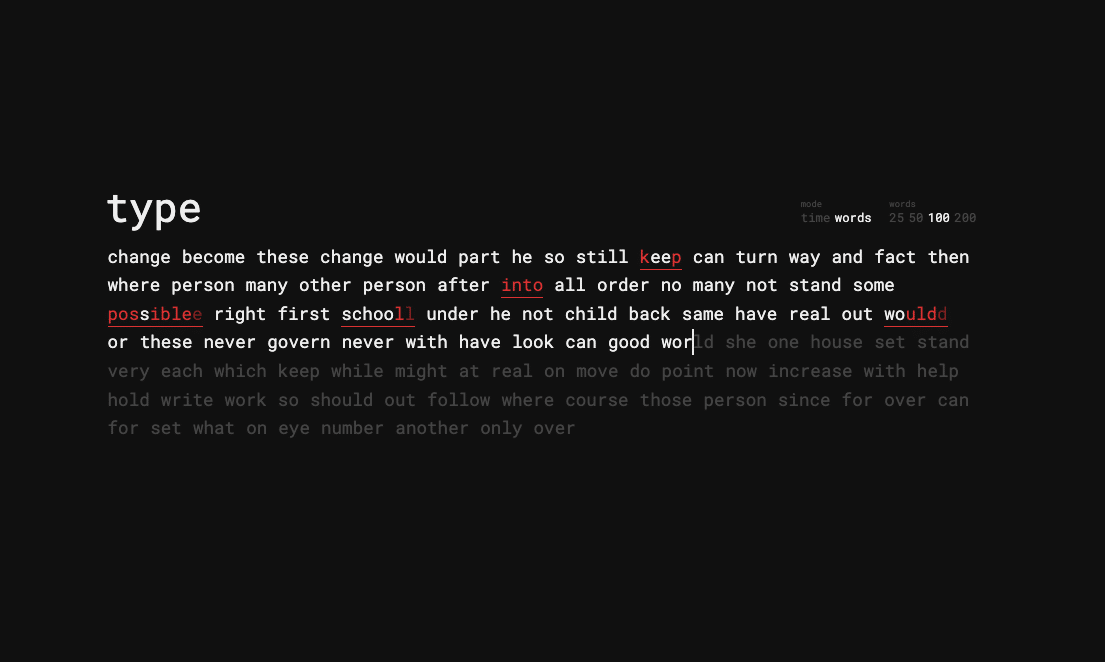 type
mode words
time words 25 50 100 200
change become these change would part he so still keep can turn way and fact then
where person many other person after into all order no many not stand some
possiblee right first schooll under he not child back same have real out wouldd
or these never govern never with have look can good world she one house set stand
very each which keep while might at real on move do point now increase with help
hold write work so should out follow where course those person since for over can
for set what on eye number another only over